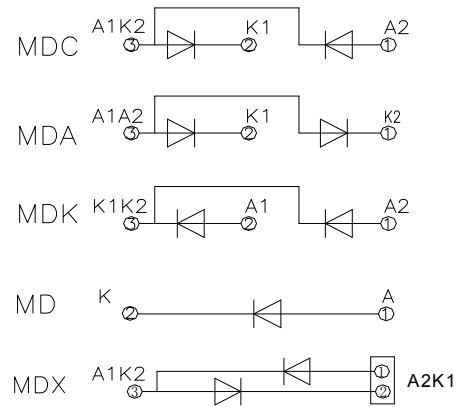 MDC A1K2 3 K1 2 A2 1
MDA A1A2 3 K1 2 K2 1
MDK K1K2 3 A1 2 A2 1
MD K 2 A 1
MDX A1K2 3 1 2 A2K1